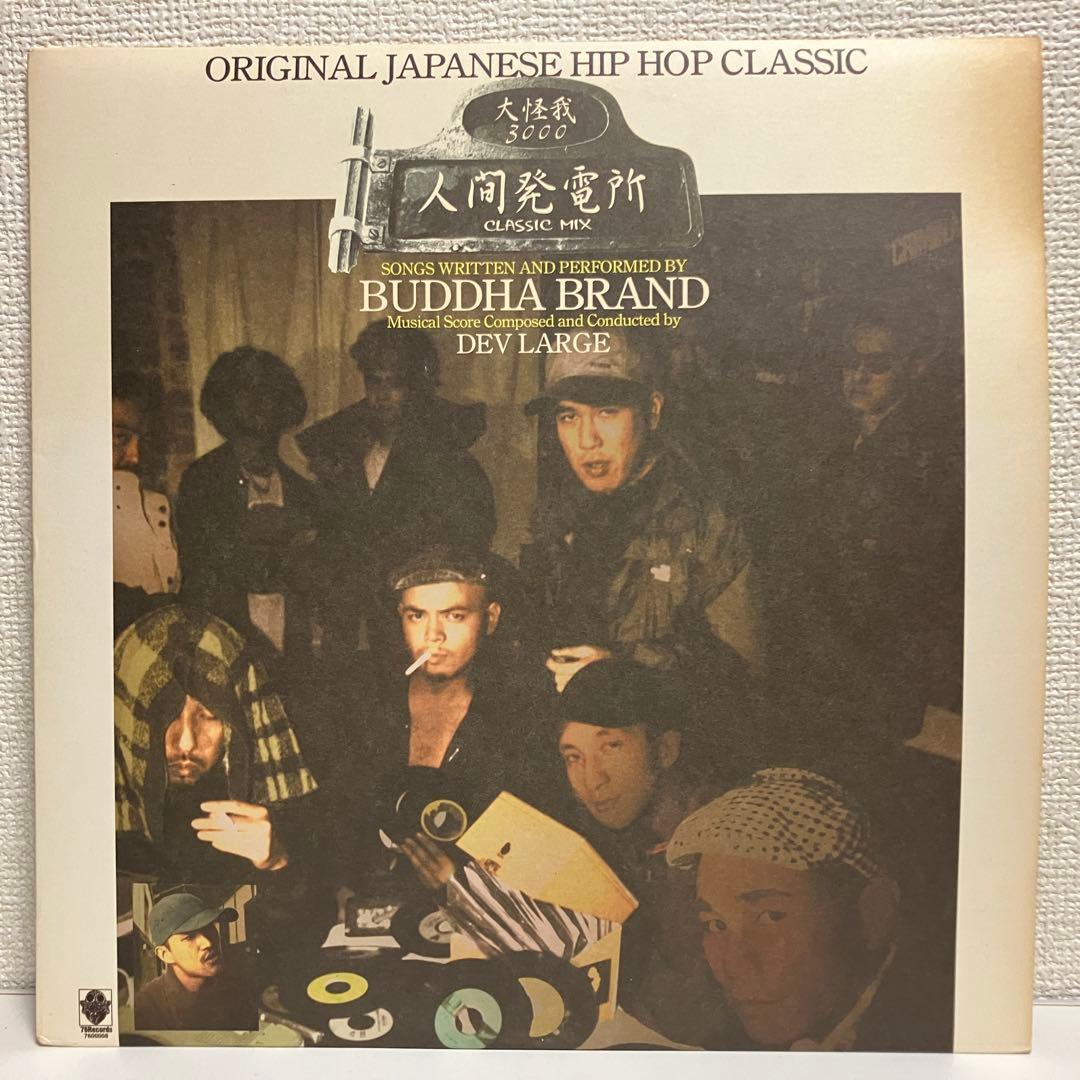 ORIGINAL JAPANESE HIP HOP CLASSIC
大怪我
3000
人間発電所
CLASSIC MIX
SONGS WRITTEN AND PERFORMED BY
BUDDHA BRAND
Musical Score Composed and Conducted by
DEV LARGE
76Records